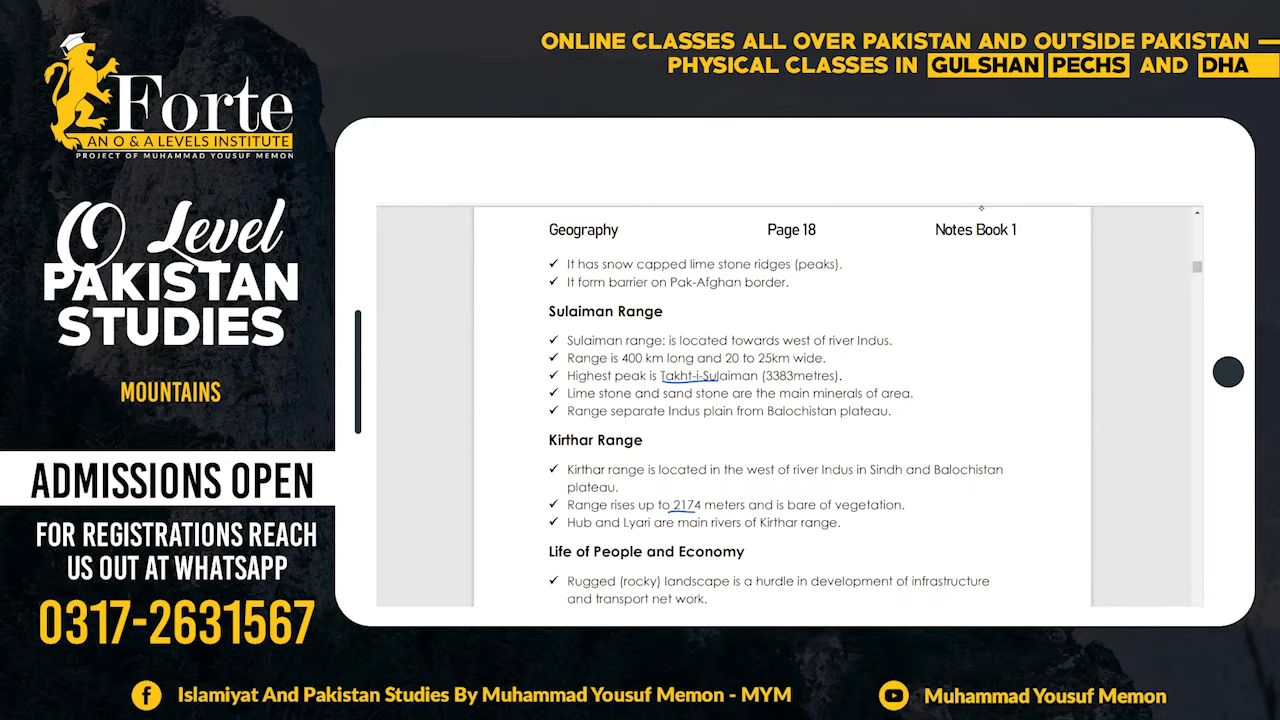 Forte
AN O & A LEVELS INSTITUTE
PROJECT OF MUHAMMAD YOUSUF MEMON
ONLINE CLASSES ALL OVER PAKISTAN AND OUTSIDE PAKISTAN
PHYSICAL CLASSES IN GULSHAN PECHS AND DHA
O Level
PAKISTAN
STUDIES
MOUNTAINS
ADMISSIONS OPEN
FOR REGISTRATIONS REACH
US OUT AT WHATSAPP
0317-2631567
Geography Page 18 Notes Book 1
✓ It has snow capped lime stone ridges (peaks).
✓ It form barrier on Pak-Afghan border.
Sulaiman Range
✓ Sulaiman range: is located towards west of river Indus.
✓ Range is 400 km long and 20 to 25km wide.
✓ Highest peak is Takht-i-Sulaiman (3383metres).
✓ Lime stone and sand stone are the main minerals of area.
✓ Range separate Indus plain from Balochistan plateau.
Kirthar Range
✓ Kirthar range is located in the west of river Indus in Sindh and Balochistan
plateau.
✓ Range rises up to 2174 meters and is bare of vegetation.
✓ Hub and Lyari are main rivers of Kirthar range.
Life of People and Economy
✓ Rugged (rocky) landscape is a hurdle in development of infrastructure
and transport net work.
Islamiyat And Pakistan Studies By Muhammad Yousuf Memon - MYM
Muhammad Yousuf Memon